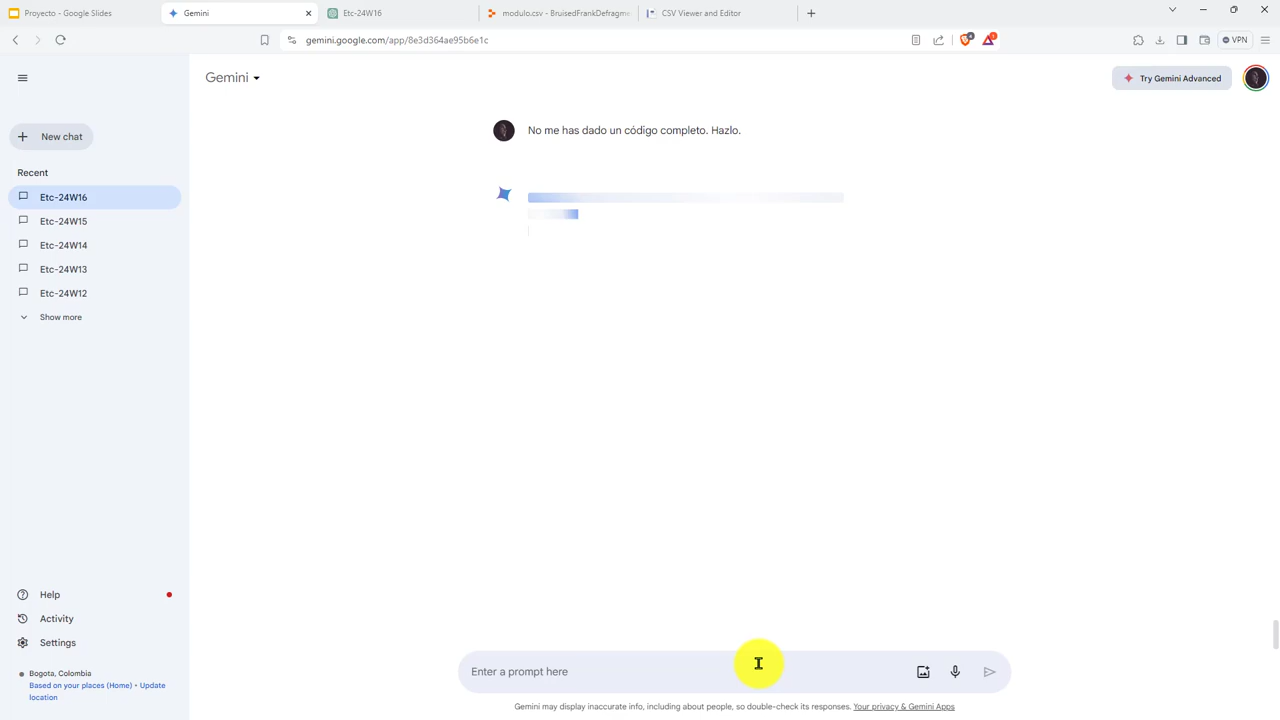 Proyecto - Google Slides
Gemini
Etc-24W16
modulo.csv - BruisedFrankDefragme
CSV Viewer and Editor
gemini.google.com/app/8e3d364ae95b6e1c
VPN
Gemini
Try Gemini Advanced
New chat
No me has dado un código completo. Hazlo.
Recent
Etc-24W16
Etc-24W15
Etc-24W14
Etc-24W13
Etc-24W12
Show more
Help
Activity
Settings
Bogota, Colombia
Based on your places (Home) • Update
location
Enter a prompt here
Gemini may display inaccurate info, including about people, so double-check its responses. Your privacy & Gemini Apps